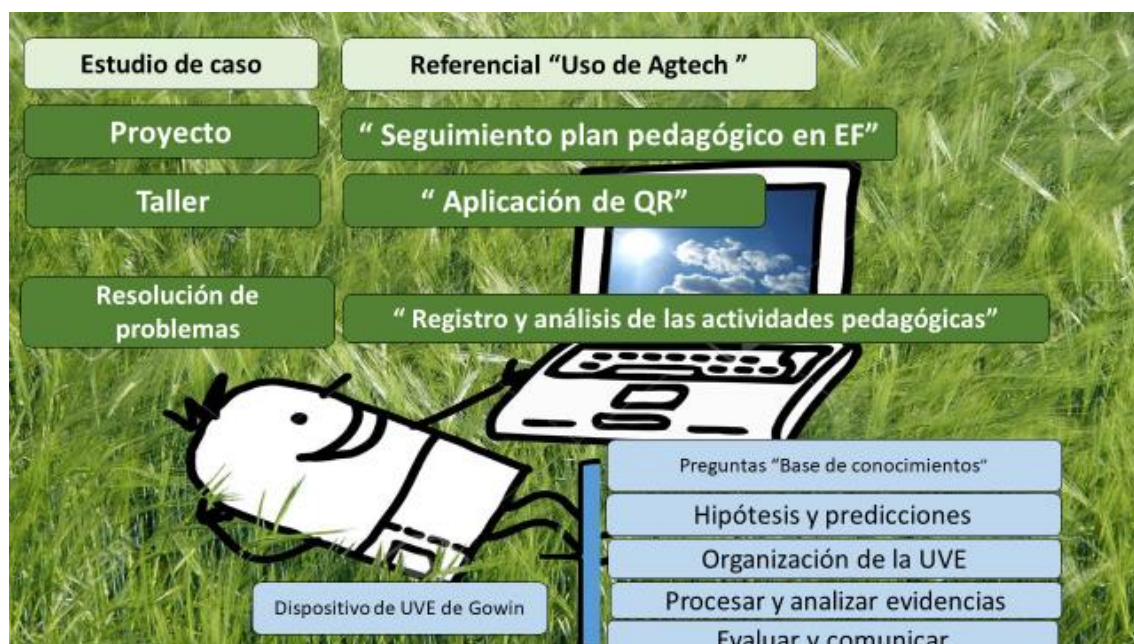 Estudio de caso
Referencial “Uso de Agtech ”
Proyecto
“ Seguimiento plan pedagógico en EF”
Taller
“ Aplicación de QR”
Resolución de
problemas
“ Registro y análisis de las actividades pedagógicas”
Preguntas “Base de conocimientos“
Hipótesis y predicciones
Organización de la UVE
Dispositivo de UVE de Gowin
Procesar y analizar evidencias
Evaluar y comunicar